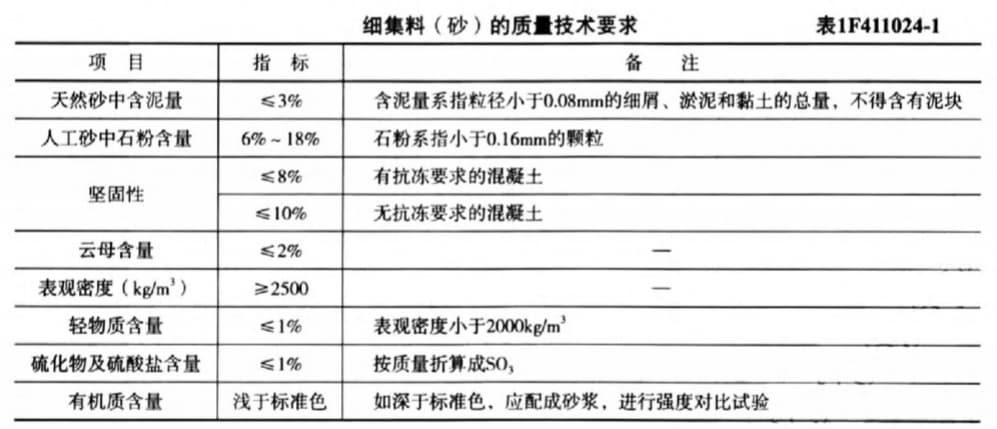 细集料（砂）的质量技术要求 表1F411024-1
项 目 指 标 备 注
天然砂中含泥量 ≤3% 含泥量系指粒径小于0.08mm的细屑、淤泥和黏土的总量，不得含有泥块
人工砂中石粉含量 6%~18% 石粉系指小于0.16mm的颗粒
坚固性 ≤8% 有抗冻要求的混凝土
≤10% 无抗冻要求的混凝土
云母含量 ≤2% —
表观密度（kg/m³） ≥2500 —
轻物质含量 ≤1% 表观密度小于2000kg/m³
硫化物及硫酸盐含量 ≤1% 按质量折算成SO₃
有机质含量 浅于标准色 如深于标准色，应配成砂浆，进行强度对比试验